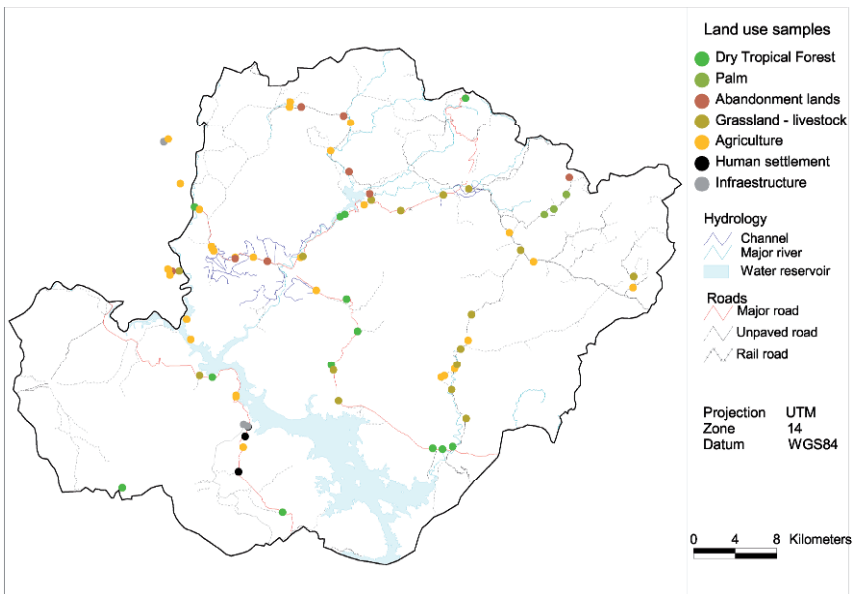 Land use samples
Dry Tropical Forest
Palm
Abandonment lands
Grassland - livestock
Agriculture
Human settlement
Infraestructure
Hydrology
Channel
Major river
Water reservoir
Roads
Major road
Unpaved road
Rail road
Projection UTM
Zone 14
Datum WGS84
0 4 8 Kilometers